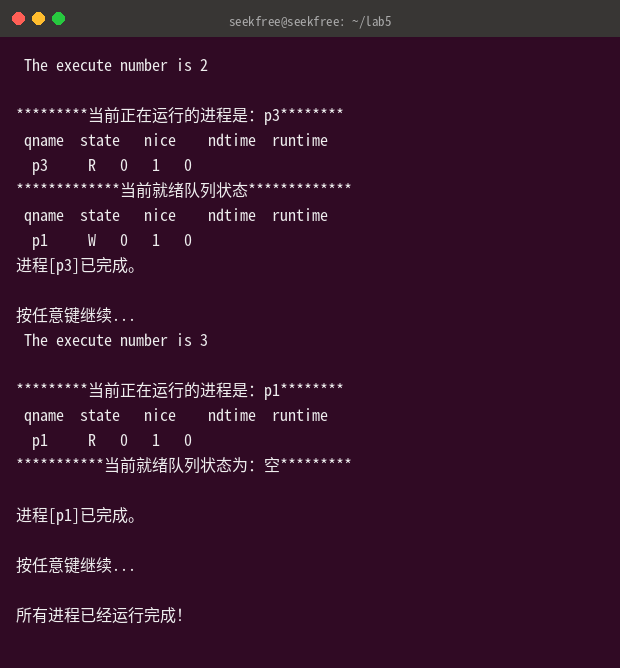 seekfree@seekfree: ~/lab5
The execute number is 2
*********当前正在运行的进程是：p3********
qname  state   nice    ndtime  runtime
p3     R   0   1   0
*************当前就绪队列状态*************
qname  state   nice    ndtime  runtime
p1     W   0   1   0
进程[p3]已完成。
按任意键继续...
The execute number is 3
*********当前正在运行的进程是：p1********
qname  state   nice    ndtime  runtime
p1     R   0   1   0
***********当前就绪队列状态为：空*********
进程[p1]已完成。
按任意键继续...
所有进程已经运行完成！